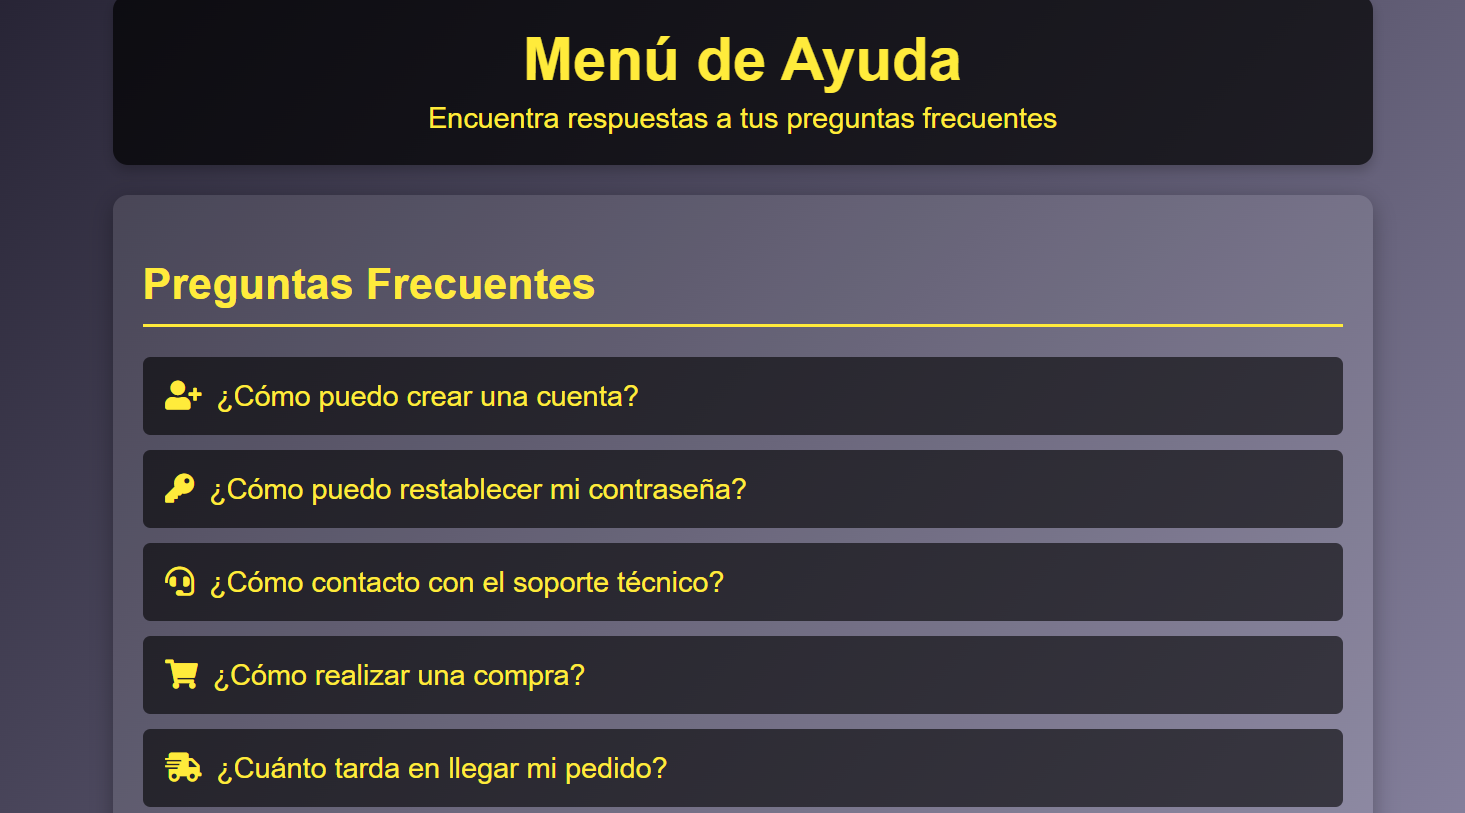 Menú de Ayuda
Encuentra respuestas a tus preguntas frecuentes
Preguntas Frecuentes
¿Cómo puedo crear una cuenta?
¿Cómo puedo restablecer mi contraseña?
¿Cómo contacto con el soporte técnico?
¿Cómo realizar una compra?
¿Cuánto tarda en llegar mi pedido?